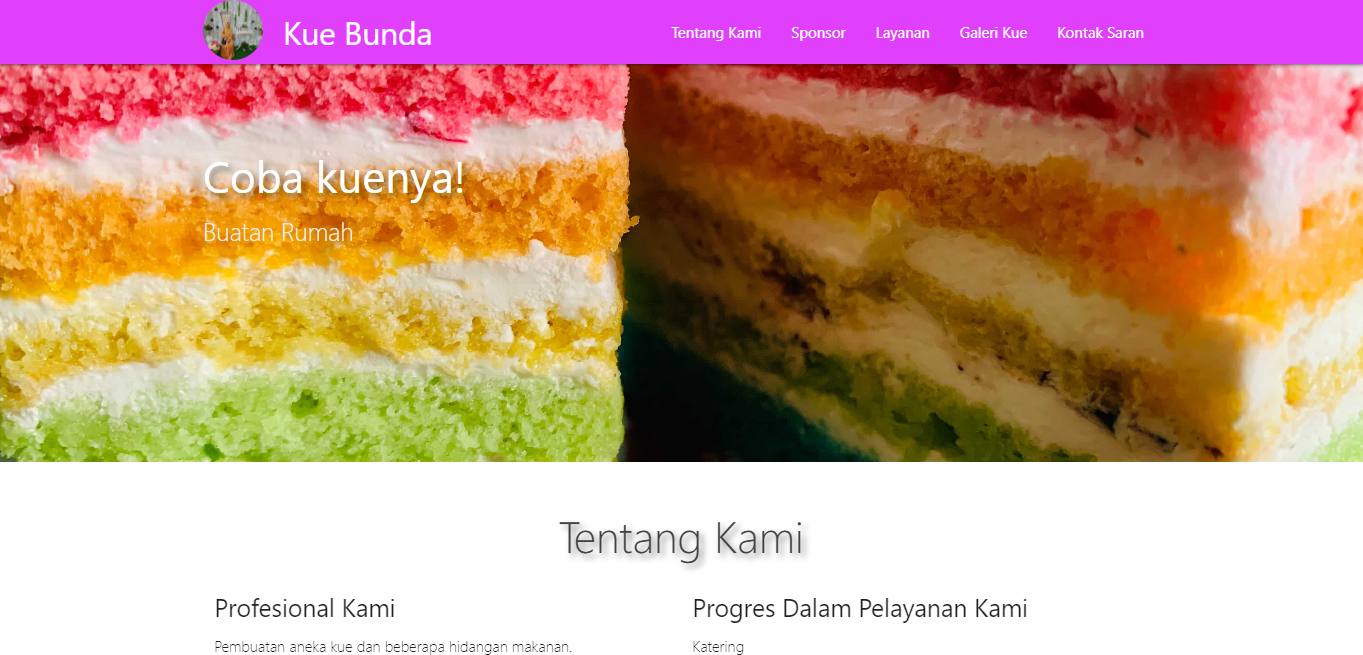 Kue Bunda
Tentang Kami Sponsor Layanan Galeri Kue Kontak Saran
Coba kuenya!
Buatan Rumah
Tentang Kami
Profesional Kami
Pembuatan aneka kue dan beberapa hidangan makanan.
Progres Dalam Pelayanan Kami
Katering